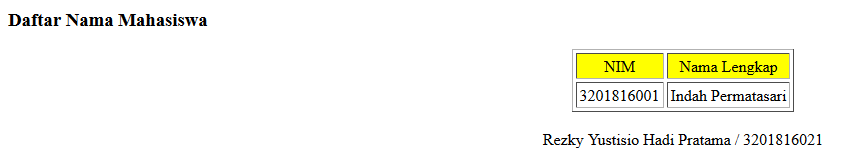 Daftar Nama Mahasiswa
NIM Nama Lengkap
3201816001 Indah Permatasari
Rezky Yustisio Hadi Pratama / 3201816021